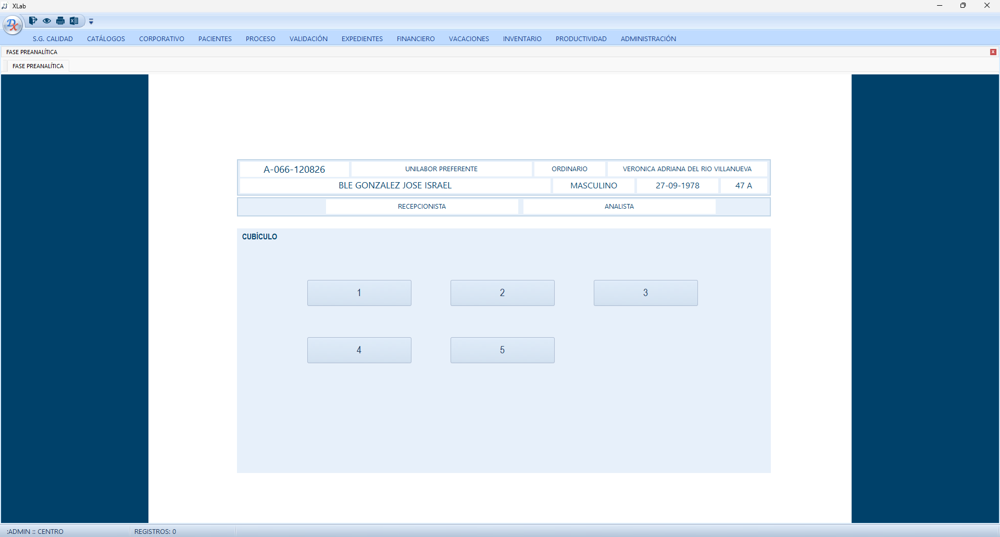 XLab
S.G. CALIDAD CATÁLOGOS CORPORATIVO PACIENTES PROCESO VALIDACIÓN EXPEDIENTES FINANCIERO VACACIONES INVENTARIO PRODUCTIVIDAD ADMINISTRACIÓN
FASE PREANALÍTICA
FASE PREANALÍTICA
A-066-120826 UNILABOR PREFERENTE ORDINARIO VERONICA ADRIANA DEL RIO VILLANUEVA
BLE GONZALEZ JOSE ISRAEL MASCULINO 27-09-1978 47 A
RECEPCIONISTA ANALISTA
CUBÍCULO
1 2 3
4 5
:ADMIN :: CENTRO REGISTROS: 0